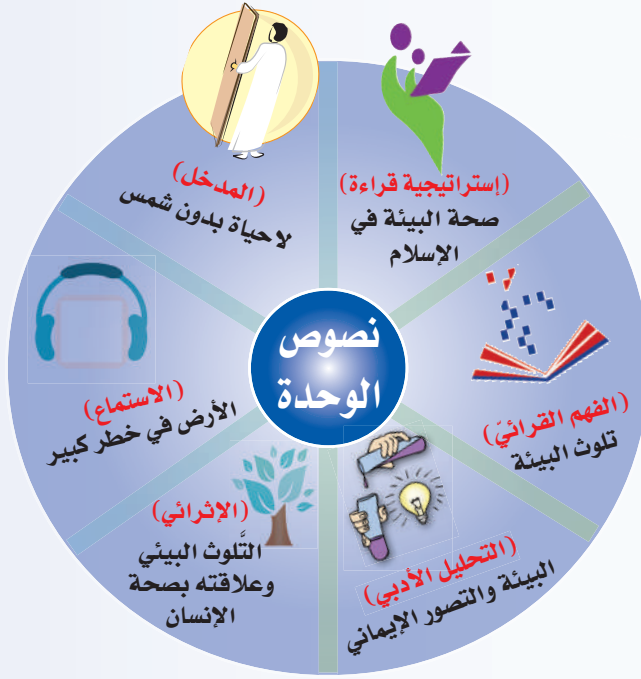 نصوص
الوحدة
(المدخل)
لا حياة بدون شمس
(إستراتيجية قراءة)
صحة البيئة في
الإسلام
(الفهم القرائيّ)
تلوث البيئة
(التحليل الأدبي)
البيئة والتصور الإيماني
(الإثرائي)
التَّلوث البيئي
وعلاقته بصحة
الإنسان
(الاستماع)
الأرض في خطر كبير